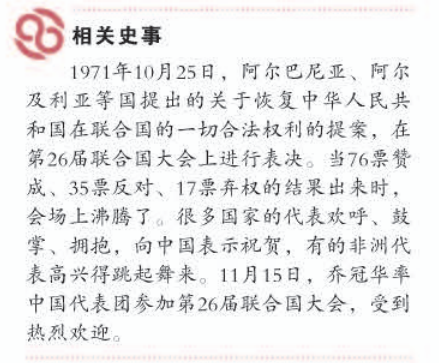 相关史事
1971年10月25日，阿尔巴尼亚、阿尔
及利亚等国提出的关于恢复中华人民共
和国在联合国的一切合法权利的提案，在
第26届联合国大会上进行表决。当76票赞
成、35票反对、17票弃权的结果出来时，
会场上沸腾了。很多国家的代表欢呼、鼓
掌、拥抱，向中国表示祝贺，有的非洲代
表高兴得跳起舞来。11月15日，乔冠华率
中国代表团参加第26届联合国大会，受到
热烈欢迎。